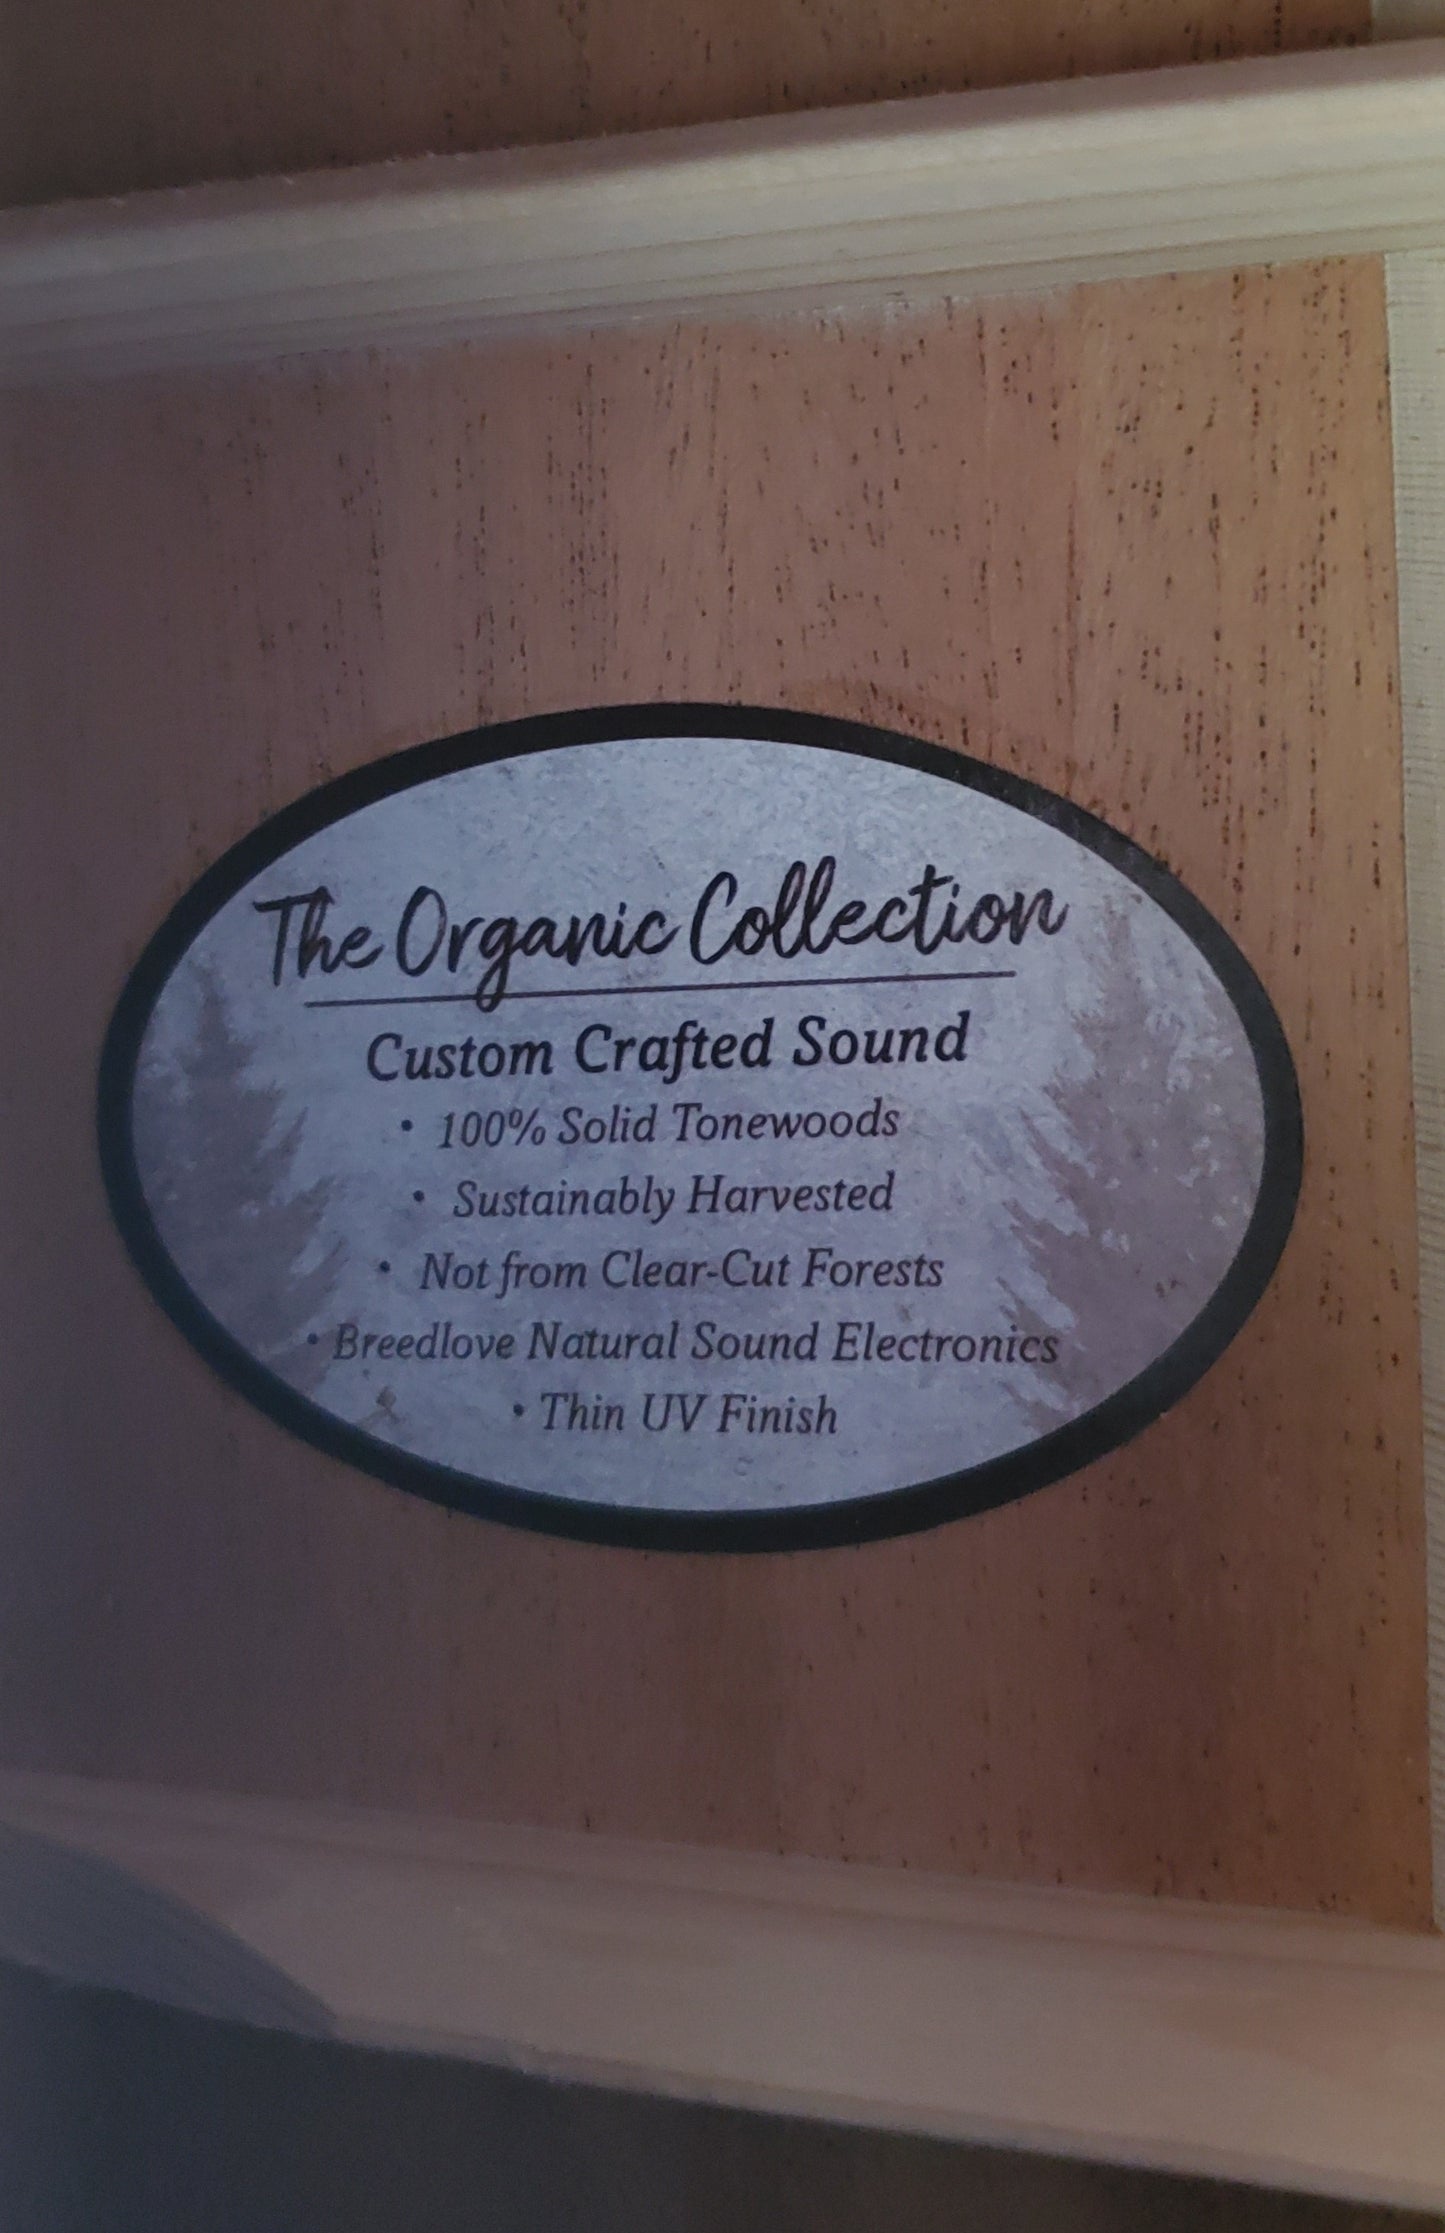 The Organic Collection
Custom Crafted Sound
• 100% Solid Tonewoods
• Sustainably Harvested
• Not from Clear-Cut Forests
• Breedlove Natural Sound Electronics
• Thin UV Finish